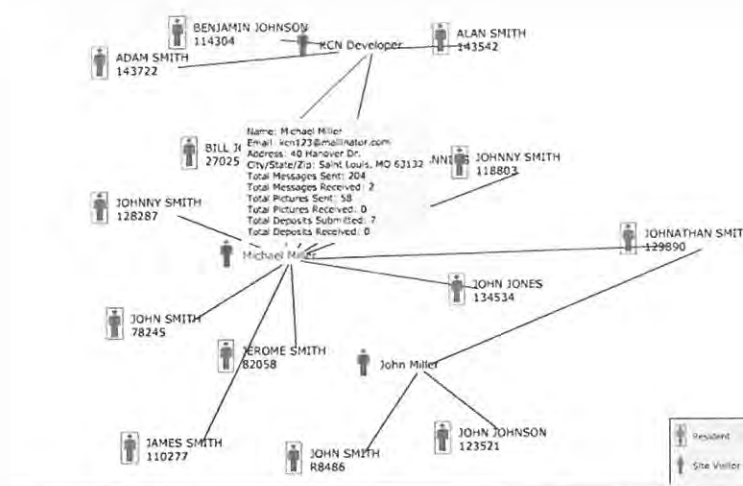 BENJAMIN JOHNSON
114304
KCN Developer
ALAN SMITH
143542
ADAM SMITH
143722
BILL
27025
Name: Michael Miller
Email: kcn123@mailinator.com
Address: 40 Hanover Dr.
City/State/Zip: Saint Louis, MO 63132
Total Messages Sent: 204
Total Messages Received: 2
Total Pictures Sent: 58
Total Pictures Received: 0
Total Deposits Submitted: 7
Total Deposits Received: 0
JOHNNY SMITH
118803
JOHNNY SMITH
128287
JOHNATHAN SMIT
129890
Michael Miller
JOHN JONES
134534
JOHN SMITH
78245
JEROME SMITH
82058
John Miller
JAMES SMITH
110277
JOHN SMITH
R8486
JOHN JOHNSON
123521
Resident
Site Visitor